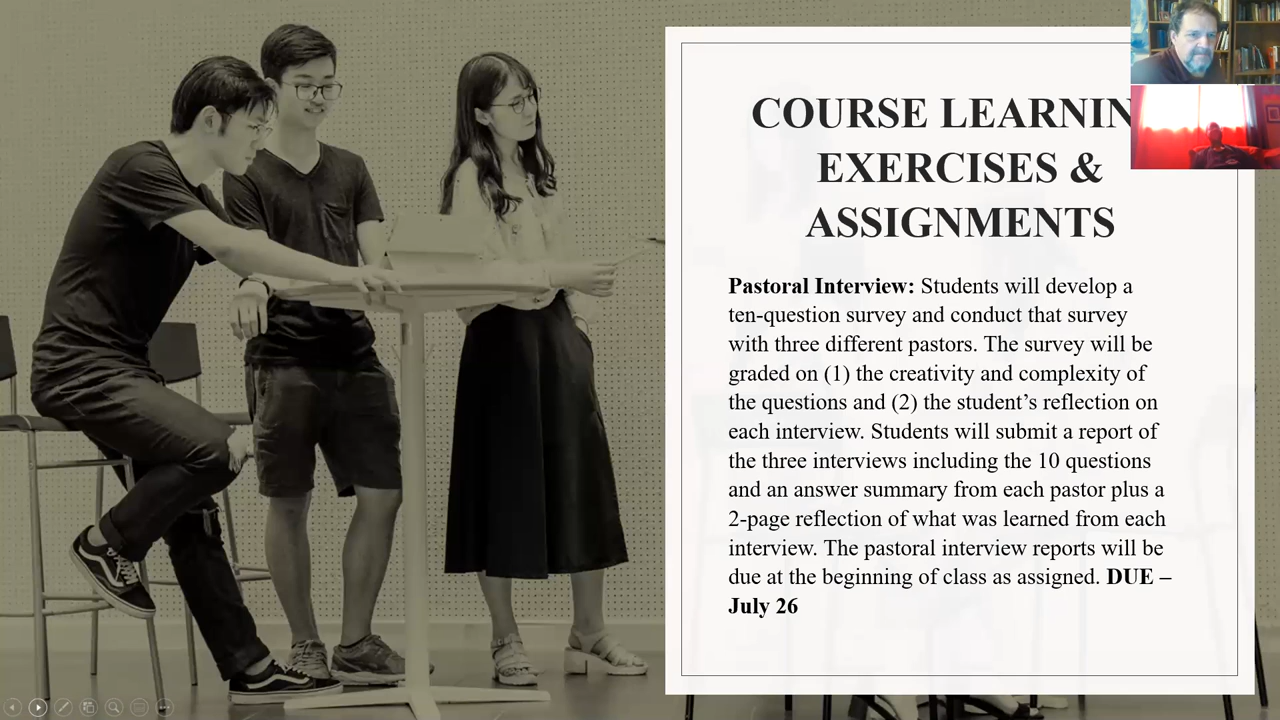 COURSE LEARNIN
EXERCISES &
ASSIGNMENTS
Pastoral Interview: Students will develop a
ten-question survey and conduct that survey
with three different pastors. The survey will be
graded on (1) the creativity and complexity of
the questions and (2) the student’s reflection on
each interview. Students will submit a report of
the three interviews including the 10 questions
and an answer summary from each pastor plus a
2-page reflection of what was learned from each
interview. The pastoral interview reports will be
due at the beginning of class as assigned. DUE –
July 26